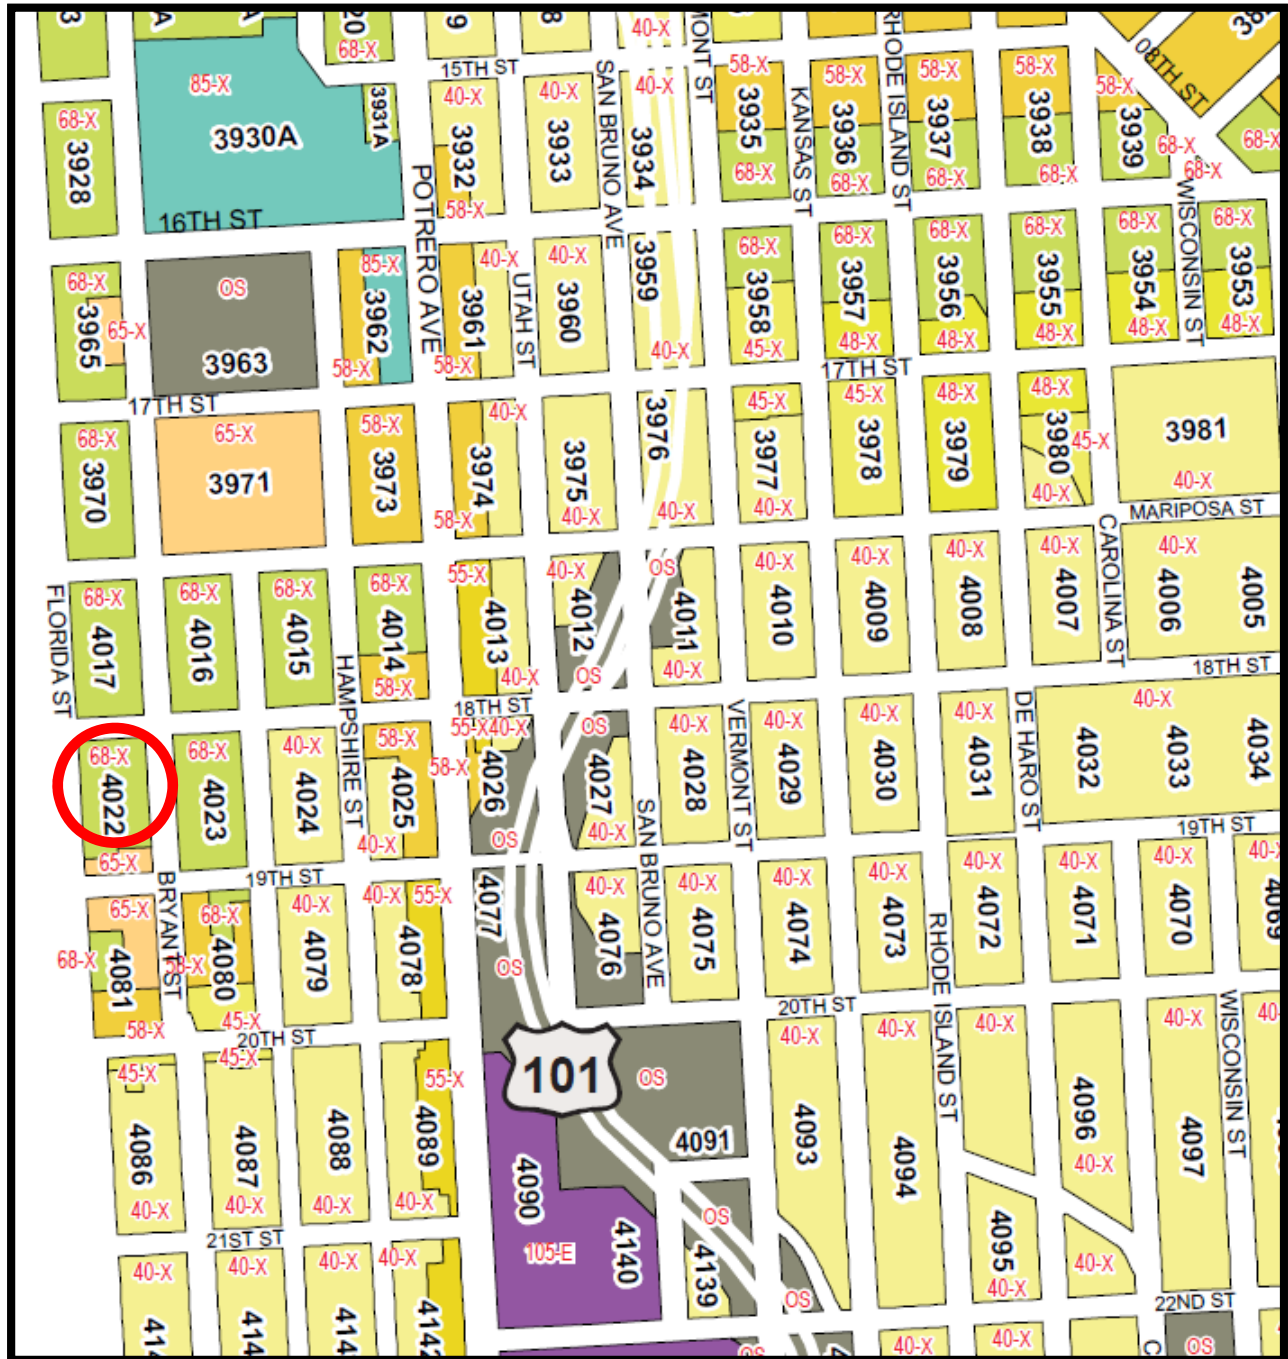 40-X
15TH ST
68-X
58-X
58-X
58-X
58-X
08TH ST
85-X
3930A
3931A
40-X
3932
58-X
40-X
3933
SAN BRUNO AVE
40-X
3934
3935
68-X
KANSAS ST
3936
68-X
RHODE ISLAND ST
3937
68-X
3938
68-X
58-X
3939
68-X
68-X
68-X
68-X
3928
16TH ST
POTRERO AVE
WISCONSIN ST
68-X
65-X
3965
OS
3963
85-X
3962
58-X
3961
40-X
58-X
UTAH ST
40-X
3960
3959
40-X
68-X
3958
45-X
68-X
3957
48-X
68-X
3956
48-X
68-X
3955
48-X
68-X
3954
48-X
68-X
3953
48-X
17TH ST
17TH ST
68-X
3970
65-X
3971
58-X
3973
40-X
3974
58-X
3975
40-X
3976
40-X
45-X
3977
40-X
45-X
3978
48-X
3979
48-X
3980
45-X
40-X
3981
40-X
MARIPOSA ST
FLORIDA ST
68-X
4017
68-X
4016
68-X
4015
HAMPSHIRE ST
68-X
4014
58-X
55-X
4013
40-X
40-X
4012
OS
OS
4011
40-X
40-X
4010
40-X
4009
40-X
4008
40-X
4007
CAROLINA ST
40-X
4006
4005
18TH ST
18TH ST
68-X
4022
65-X
68-X
4023
40-X
4024
58-X
4025
40-X
58-X
55-X
40-X
4026
OS
OS
4027
40-X
SAN BRUNO AVE
40-X
4028
VERMONT ST
40-X
4029
40-X
4030
40-X
4031
DE HARO ST
40-X
4032
4033
4034
19TH ST
19TH ST
BRYANT ST
65-X
68-X
4081
58-X
58-X
68-X
4080
45-X
40-X
4079
40-X
55-X
4078
4077
OS
40-X
4076
40-X
4075
40-X
4074
40-X
4073
RHODE ISLAND ST
40-X
4072
40-X
4071
40-X
4070
4069
20TH ST
20TH ST
45-X
4086
40-X
45-X
4087
40-X
4088
40-X
55-X
4089
40-X
101
OS
4091
4090
105-E
4140
OS
4139
OS
40-X
4093
40-X
4094
40-X
4095
40-X
4096
40-X
40-X
40-X
4097
WISCONSIN ST
21ST ST
22ND ST
40-X
40-X
40-X
40-X
4142
40-X
40-X
OS